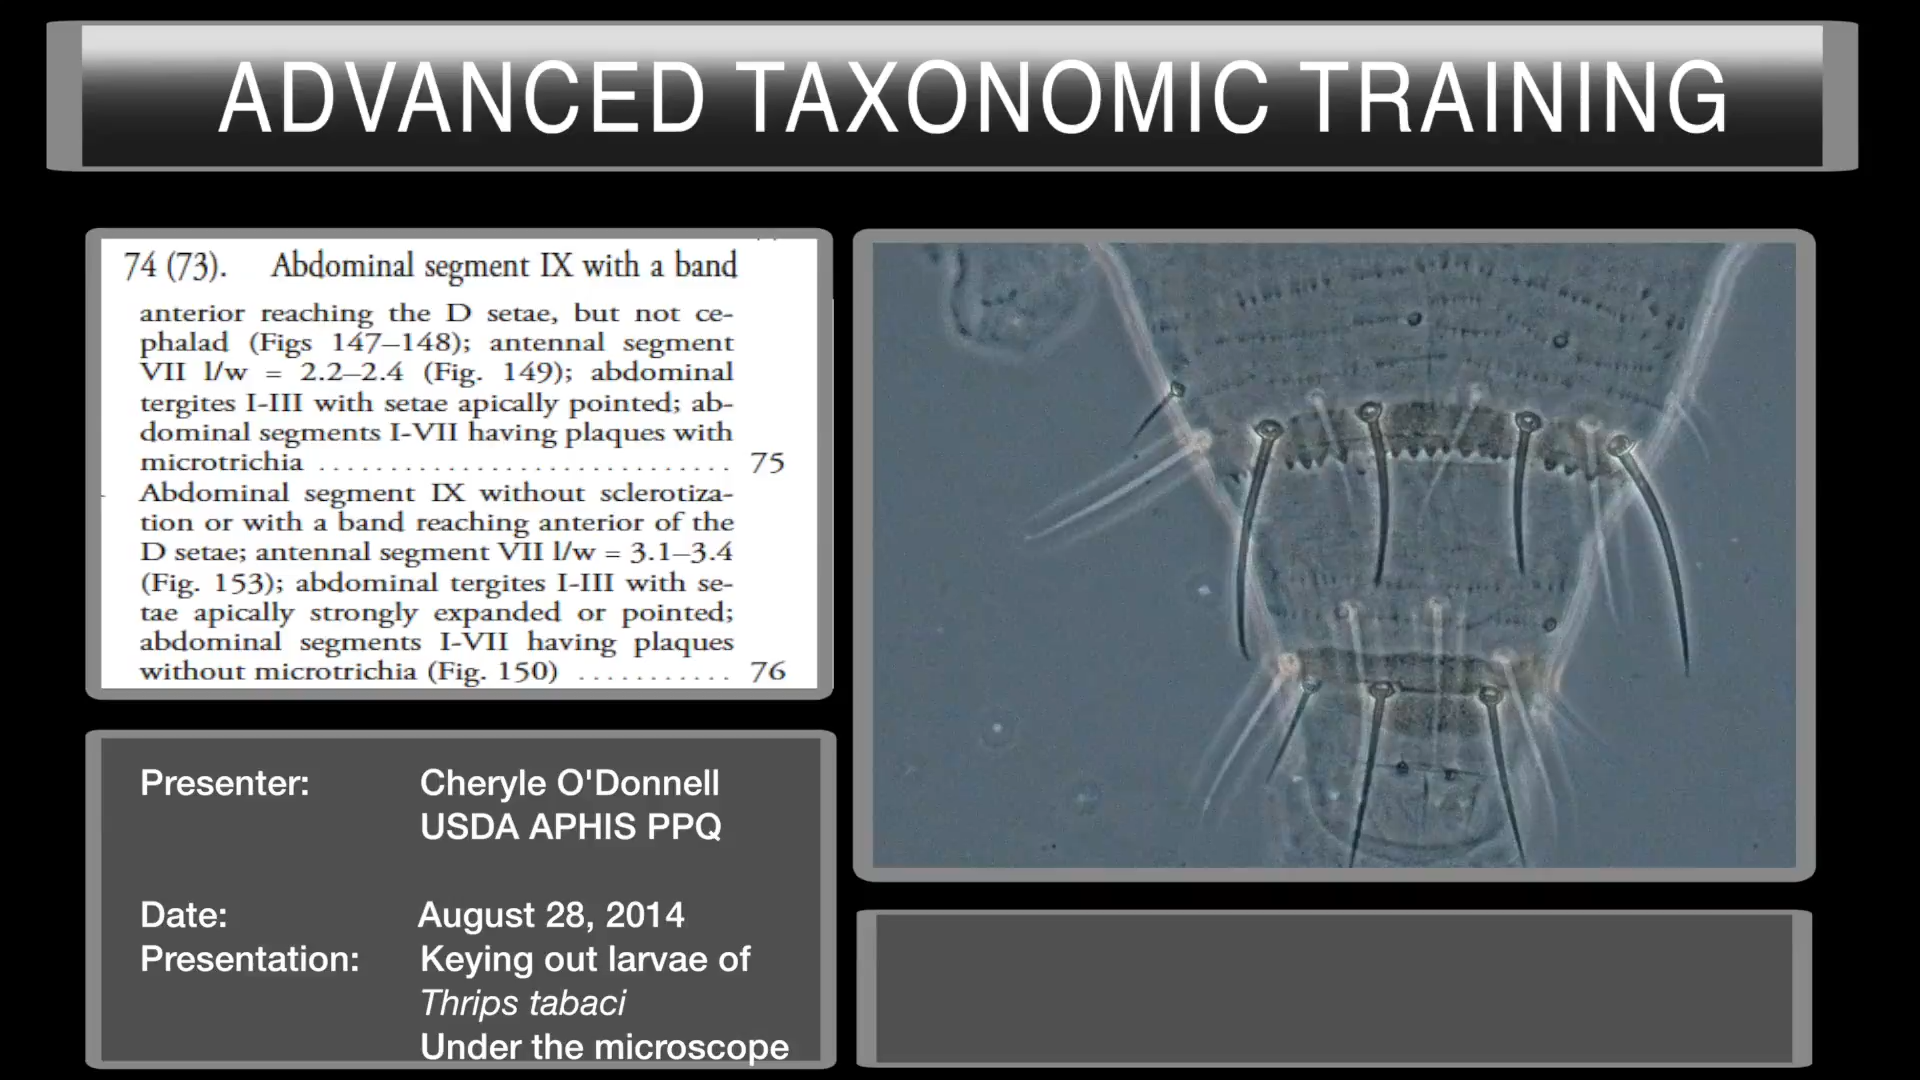 ADVANCED TAXONOMIC TRAINING
74 (73). Abdominal segment IX with a band
anterior reaching the D setae, but not ce-
phalad (Figs 147–148); antennal segment
VII l/w = 2.2–2.4 (Fig. 149); abdominal
tergites I-III with setae apically pointed; ab-
dominal segments I-VII having plaques with
microtrichia ............................. 75
Abdominal segment IX without sclerotiza-
tion or with a band reaching anterior of the
D setae; antennal segment VII l/w = 3.1–3.4
(Fig. 153); abdominal tergites I-III with se-
tae apically strongly expanded or pointed;
abdominal segments I-VII having plaques
without microtrichia (Fig. 150) ........... 76
Presenter: Cheryle O'Donnell
USDA APHIS PPQ
Date: August 28, 2014
Presentation: Keying out larvae of
Thrips tabaci
Under the microscope